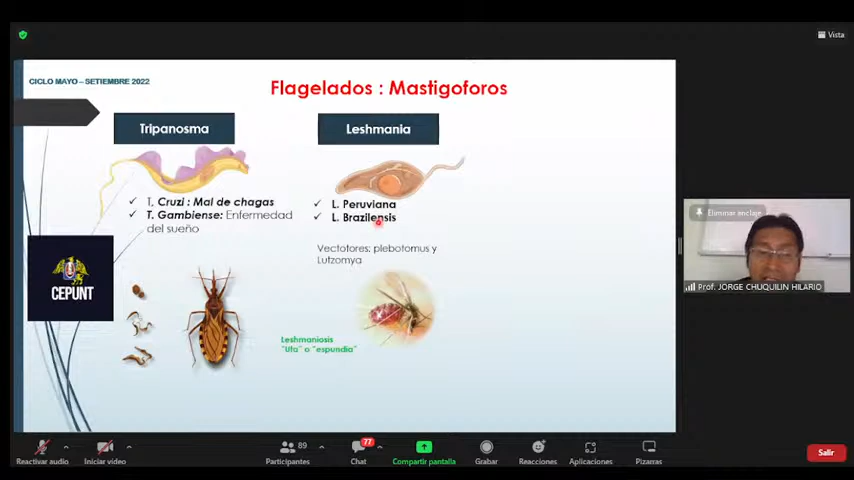 Vista
CICLO MAYO – SETIEMBRE 2022
Flagelados : Mastigoforos
Tripanosma
Leshmania
✓ T. Cruzi : Mal de chagas
✓ T. Gambiense: Enfermedad
del sueño
✓ L. Peruviana
✓ L. Brazilensis
Vectotores: plebotomus y
Lutzomya
CEPUNT
Leshmaniosis
"Ufa" o "espundia"
Eliminar anclaje
Prof. JORGE CHUQUILIN HILARIO
Reactivar audio
Iniciar video
89
Participantes
77
Chat
Compartir pantalla
Grabar
Reacciones
Aplicaciones
Pizarras
Salir